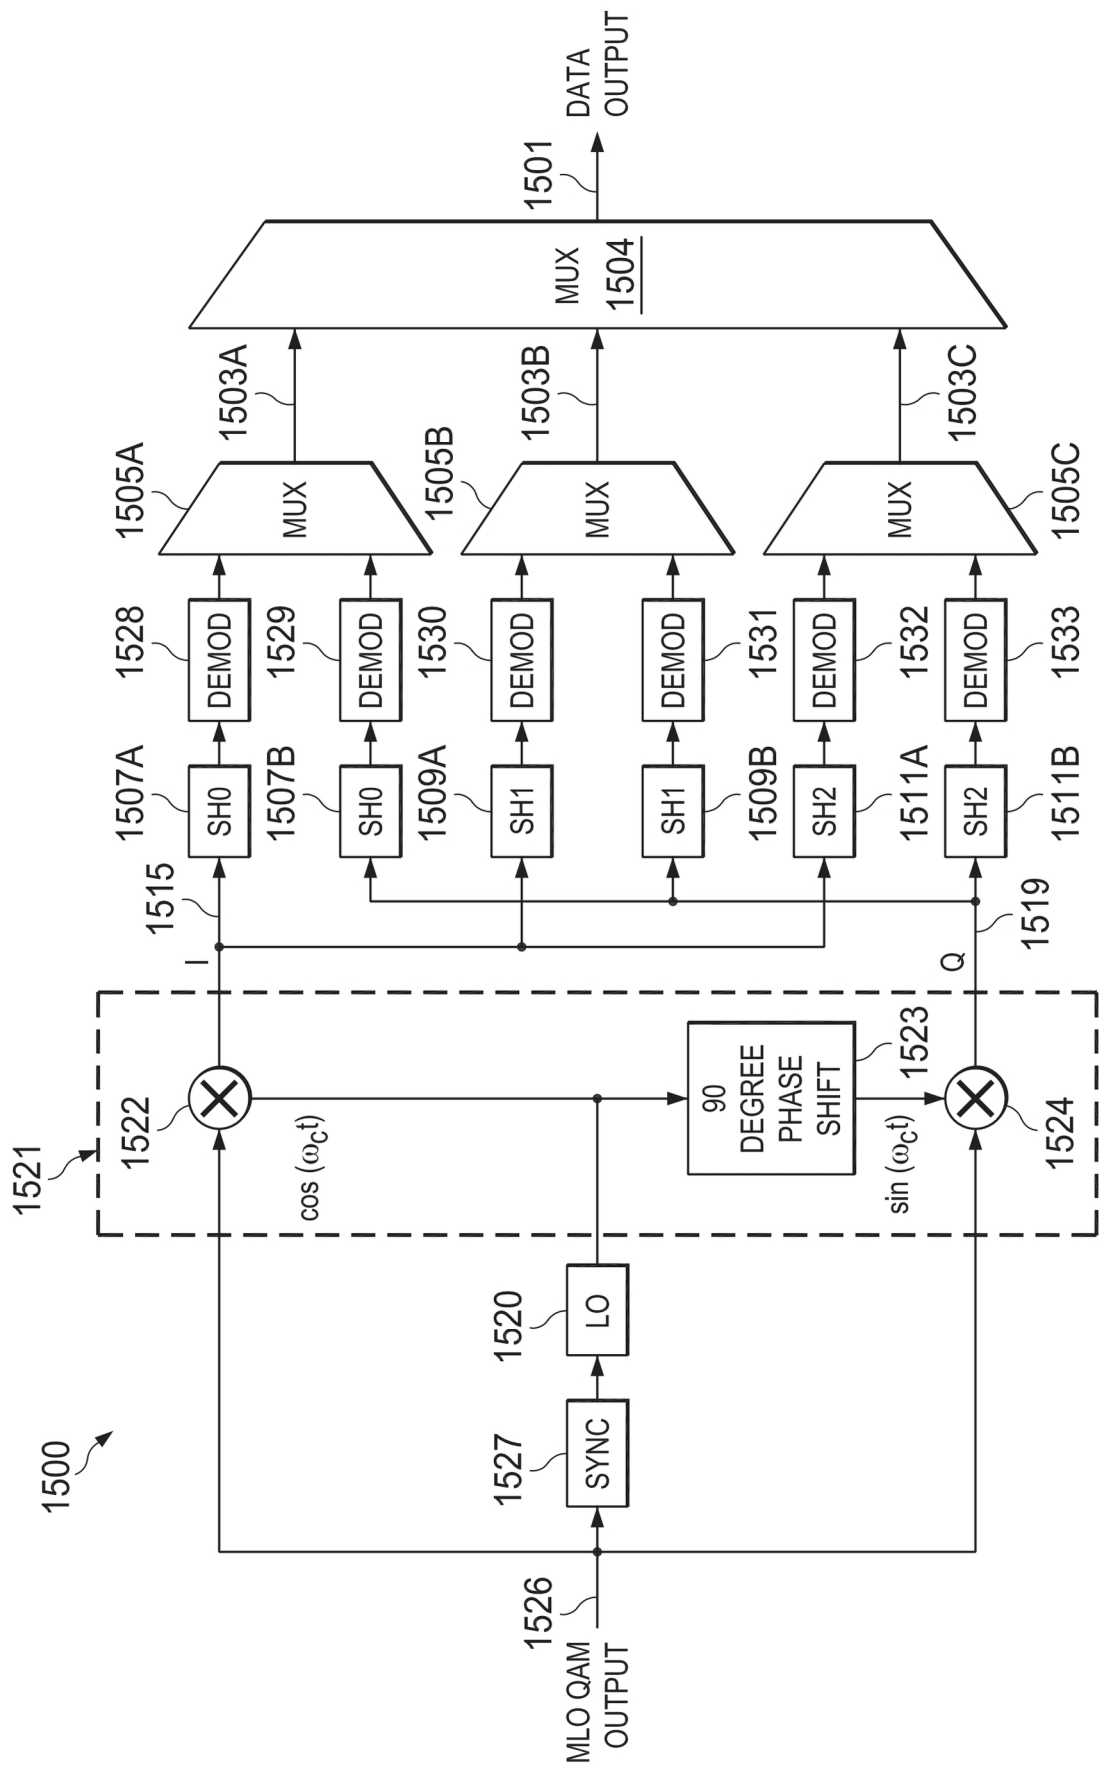 1500
MLO QAM
OUTPUT
1526
SYNC
1527
LO
1520
1521
1522
cos (ωct)
90
DEGREE
PHASE
SHIFT
1523
sin (ωct)
1524
I
1515
Q
1519
SH0
1507A
SH0
1507B
SH1
1509A
SH1
1509B
SH2
1511A
SH2
1511B
DEMOD
1528
DEMOD
1529
DEMOD
1530
DEMOD
1531
DEMOD
1532
DEMOD
1533
MUX
1505A
MUX
1505B
MUX
1505C
1503A
1503B
1503C
MUX
1504
1501
DATA
OUTPUT